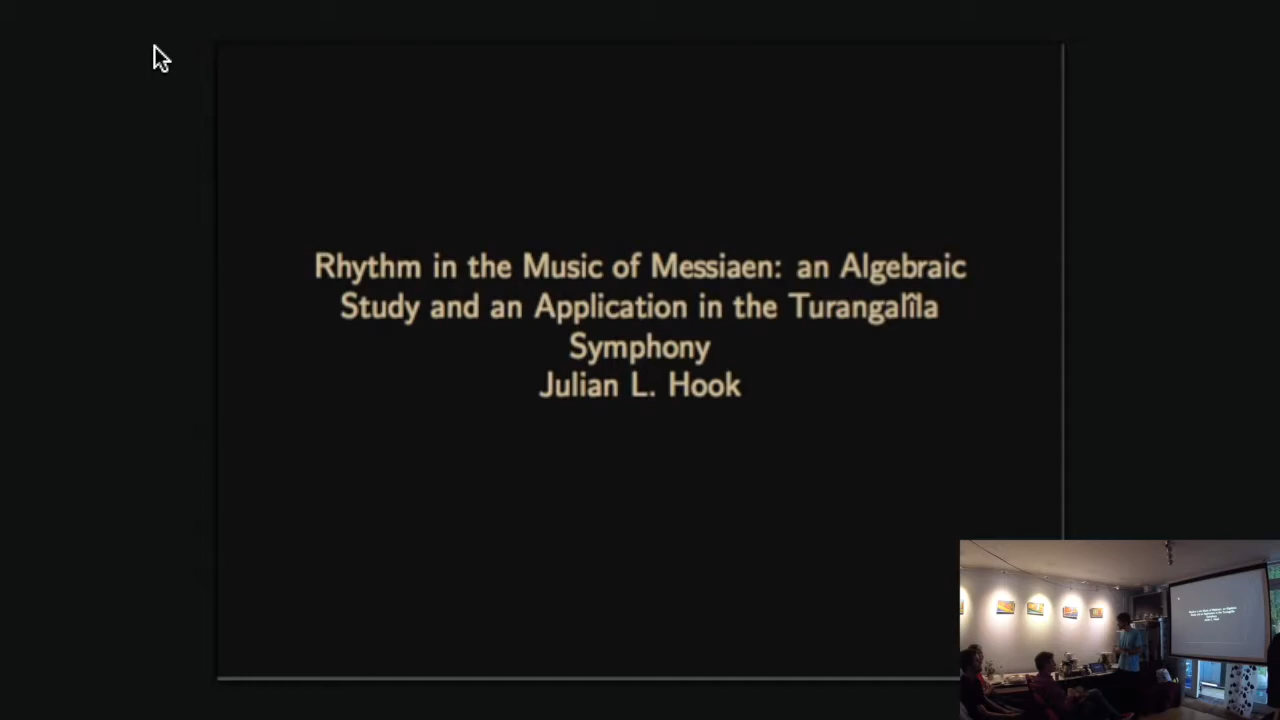 Rhythm in the Music of Messiaen: an Algebraic
Study and an Application in the Turangalîla
Symphony
Julian L. Hook